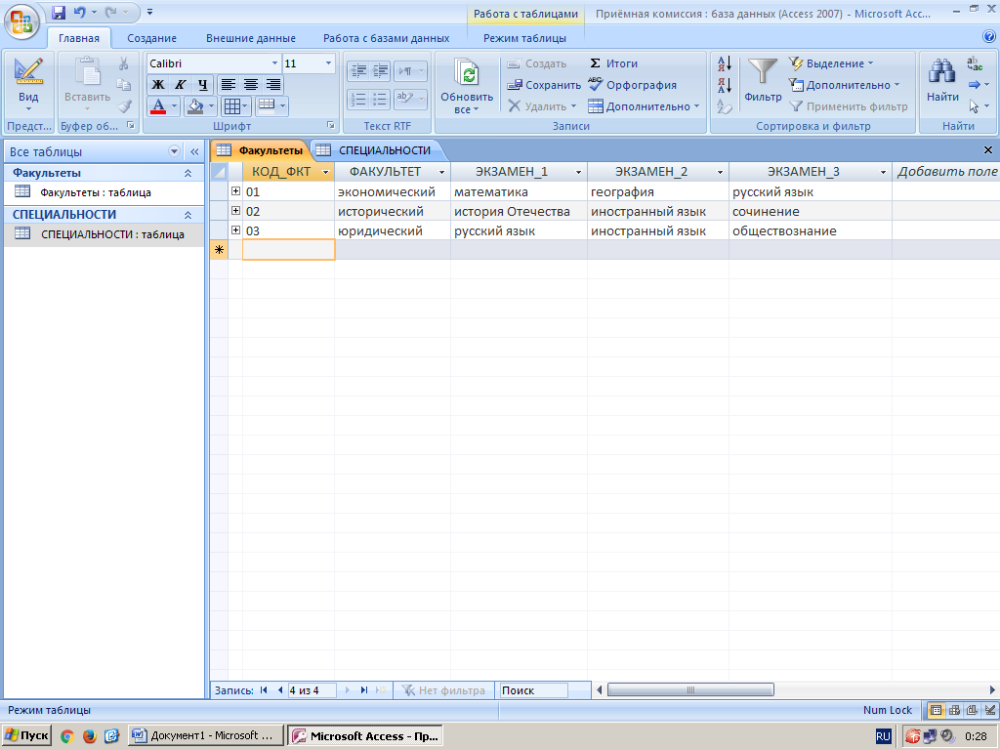 Работа с таблицами Приёмная комиссия : база данных (Access 2007) - Microsoft Acc...
Главная Создание Внешние данные Работа с базами данных Режим таблицы
Вид
Предст...
Вставить
Буфер об...
Calibri 11
Ж К Ч
А
Шрифт
Текст RTF
Обновить все
Создать
Сохранить
Удалить
Итоги
Орфография
Дополнительно
Записи
Фильтр
Выделение
Дополнительно
Применить фильтр
Сортировка и фильтр
Найти
Найти
Все таблицы
Факультеты
Факультеты : таблица
СПЕЦИАЛЬНОСТИ
СПЕЦИАЛЬНОСТИ : таблица
Факультеты СПЕЦИАЛЬНОСТИ
КОД_ФКТ ФАКУЛЬТЕТ ЭКЗАМЕН_1 ЭКЗАМЕН_2 ЭКЗАМЕН_3 Добавить поле
01 экономический математика география русский язык
02 исторический история Отечества иностранный язык сочинение
03 юридический русский язык иностранный язык обществознание
Запись: 4 из 4 Нет фильтра Поиск
Режим таблицы Num Lock
Пуск Документ1 - Microsoft ... Microsoft Access - Пр... RU 0:28